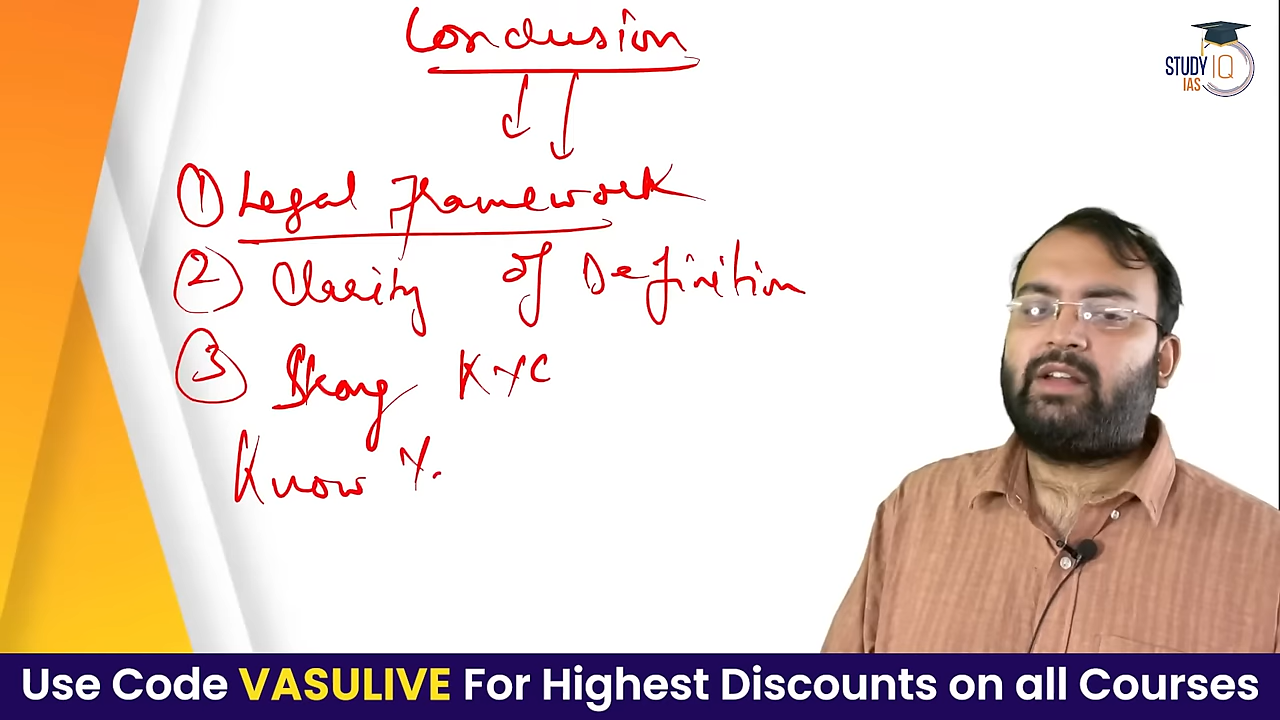 Conclusion
STUDY IQ
IAS
① Legal Framework
② Clarity of Definition
③ Strong KYC
Know Y.
Use Code VASULIVE For Highest Discounts on all Courses